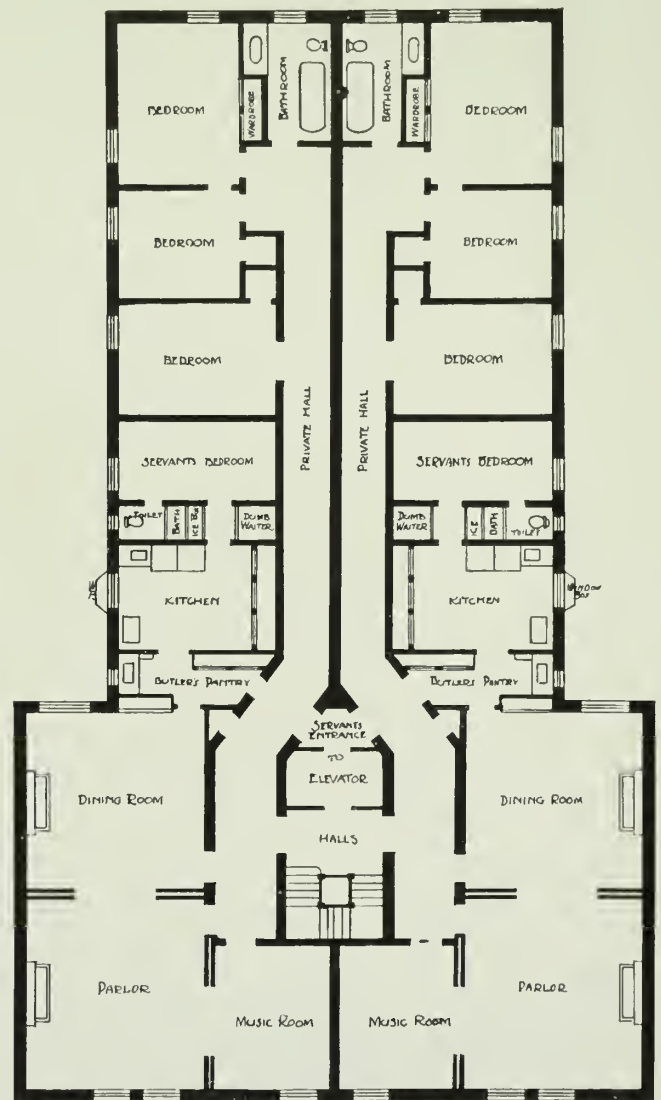 BEDROOM
WARDROBE
BATHROOM
BATHROOM
WARDROBE
BEDROOM
BEDROOM
BEDROOM
BEDROOM
BEDROOM
PRIVATE HALL
PRIVATE HALL
SERVANTS BEDROOM
SERVANTS BEDROOM
TOILET
BATH
ICE BOX
DUMB
WAITER
DUMB
WAITER
ICE
BATH
TOILET
KITCHEN
KITCHEN
WINDOW
BOX
BUTLER'S PANTRY
BUTLER'S PANTRY
SERVANTS
ENTRANCE
TO
ELEVATOR
DINING ROOM
DINING ROOM
HALLS
PARLOR
PARLOR
MUSIC ROOM
MUSIC ROOM